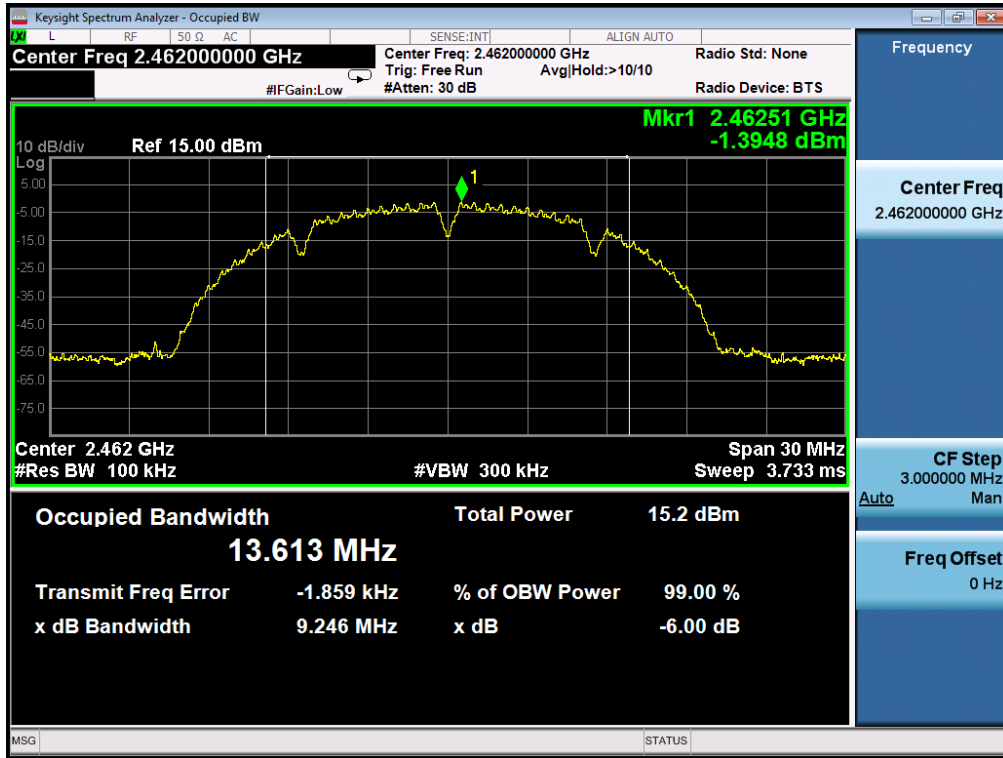 Keysight Spectrum Analyzer - Occupied BW
LXI L RF 50 Ω AC SENSE:INT ALIGN AUTO
Center Freq 2.462000000 GHz
Center Freq: 2.462000000 GHz Radio Std: None
Trig: Free Run Avg|Hold:>10/10
#IFGain:Low #Atten: 30 dB Radio Device: BTS
Mkr1 2.46251 GHz
-1.3948 dBm
10 dB/div Ref 15.00 dBm
Log
5.00
-5.00
-15.0
-25.0
-35.0
-45.0
-55.0
-65.0
-75.0
1
Center 2.462 GHz Span 30 MHz
#Res BW 100 kHz #VBW 300 kHz Sweep 3.733 ms
Occupied Bandwidth Total Power 15.2 dBm
13.613 MHz
Transmit Freq Error -1.859 kHz % of OBW Power 99.00 %
x dB Bandwidth 9.246 MHz x dB -6.00 dB
MSG STATUS
Frequency
Center Freq
2.462000000 GHz
CF Step
3.000000 MHz
Auto Man
Freq Offset
0 Hz